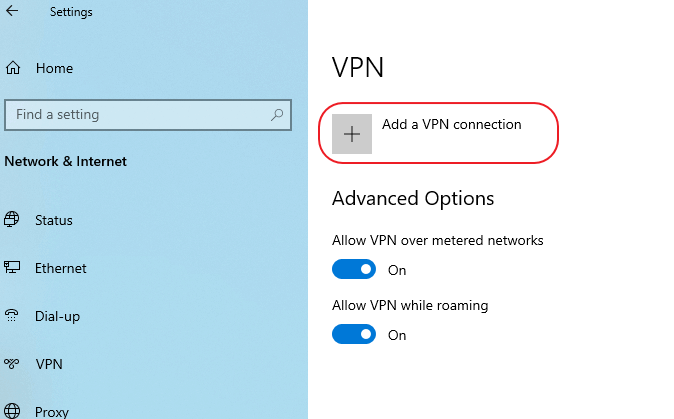 Settings
Home
Find a setting
Network & Internet
Status
Ethernet
Dial-up
VPN
Proxy
VPN
Add a VPN connection
Advanced Options
Allow VPN over metered networks
On
Allow VPN while roaming
On